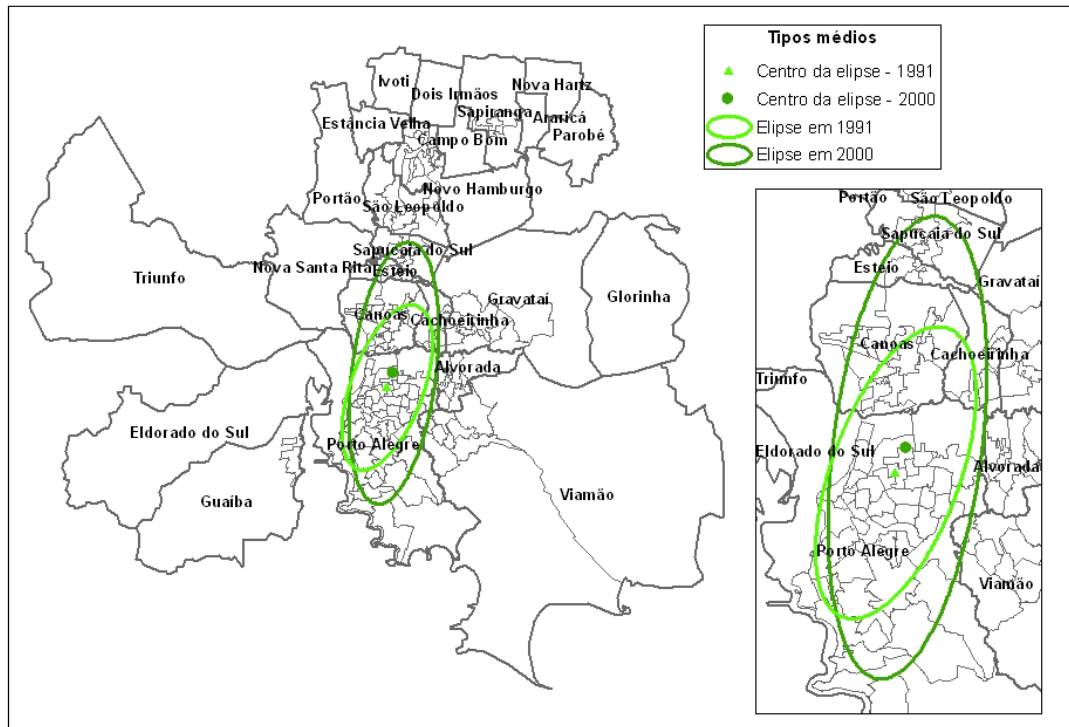 Tipos médios
Centro da elipse - 1991
Centro da elipse - 2000
Elipse em 1991
Elipse em 2000
Ivoti
Dois Irmãos
Nova Hartz
Sapiranga
Araricá
Estância Velha
Campo Bom
Parobé
Portão
Novo Hamburgo
São Leopoldo
Sapucaia do Sul
Triunfo
Nova Santa Rita
Esteio
Glorinha
Gravataí
Canoas
Cachoeirinha
Alvorada
Eldorado do Sul
Porto Alegre
Guaíba
Viamão
Portão
São Leopoldo
Sapucaia do Sul
Esteio
Gravataí
Canoas
Cachoeirinha
Triunfo
Eldorado do Sul
Alvorada
Porto Alegre
Viamão